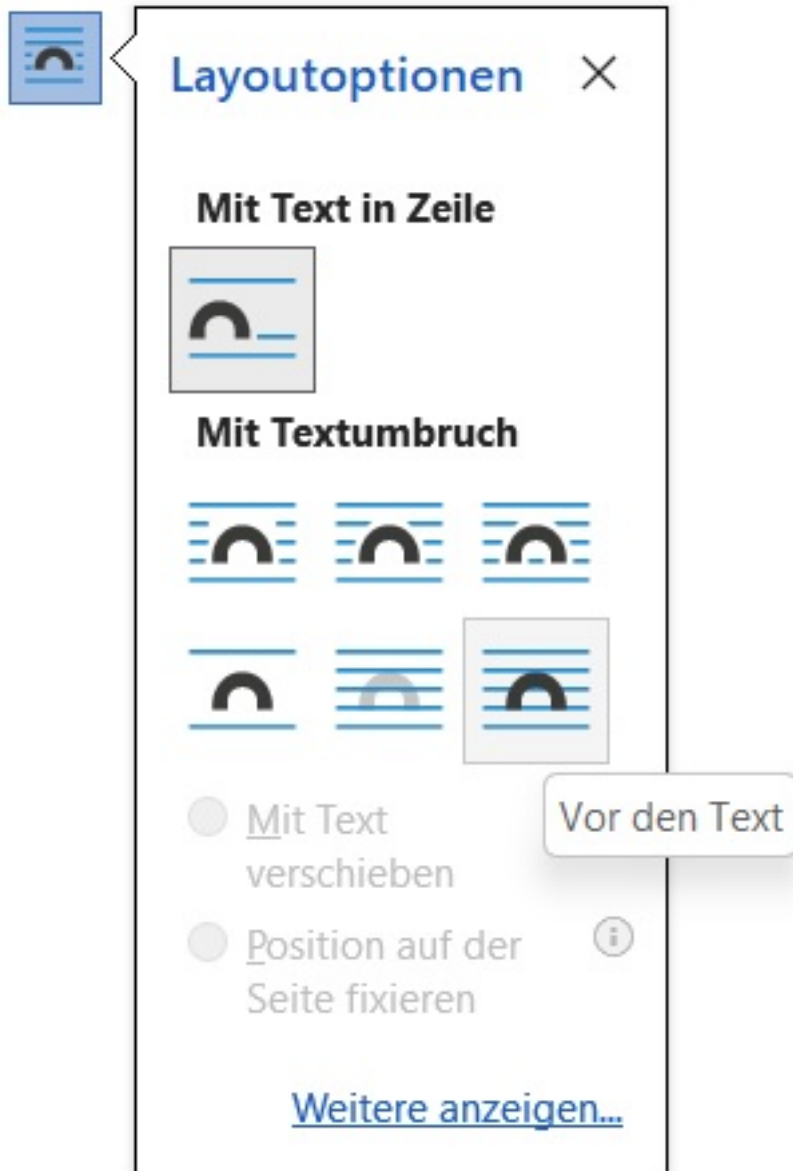 Layoutoptionen
Mit Text in Zeile
Mit Textumbruch
Vor den Text
Mit Text
verschieben
Position auf der
Seite fixieren
Weitere anzeigen...